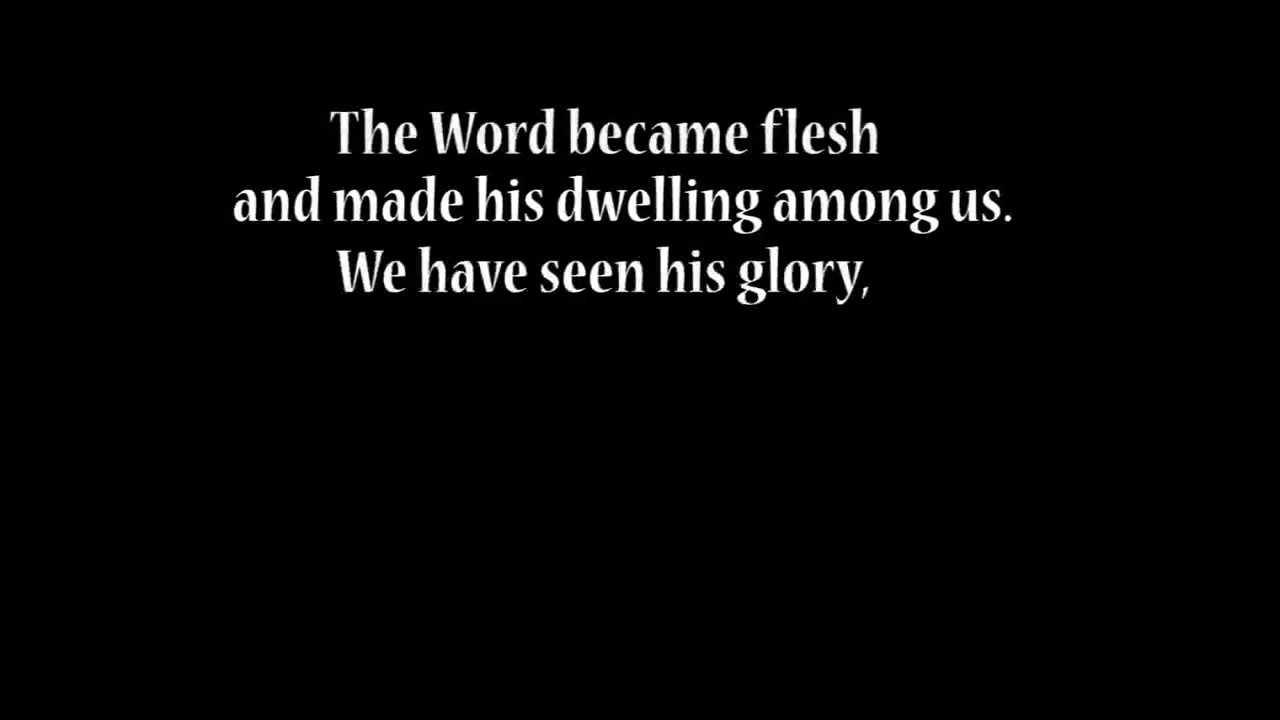 The Word became flesh
and made his dwelling among us.
We have seen his glory,